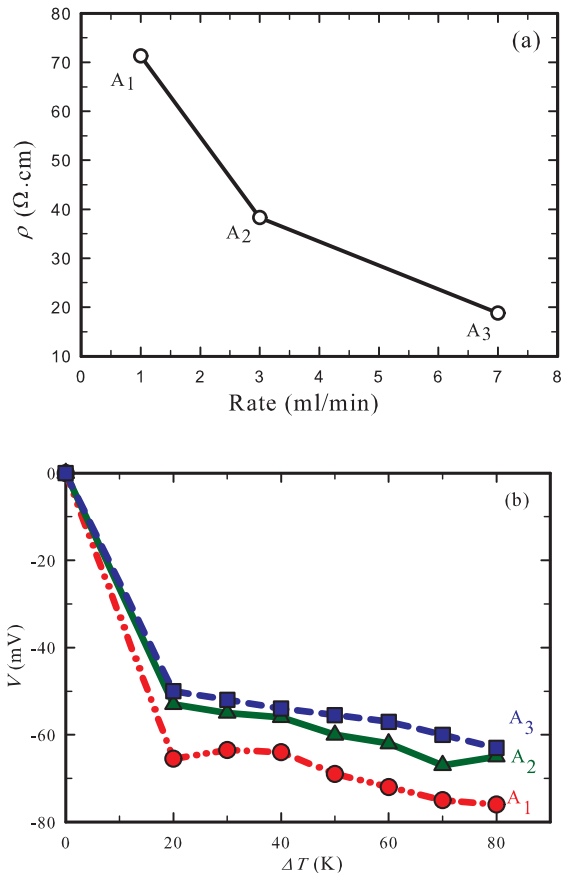 (a)
80
70
60
50
40
30
20
10
ρ (Ω.cm)
A1
A2
A3
0 1 2 3 4 5 6 7 8
Rate (ml/min)
(b)
0
-20
-40
-60
-80
V (mV)
A3
A2
A1
0 20 40 60 80
ΔT (K)